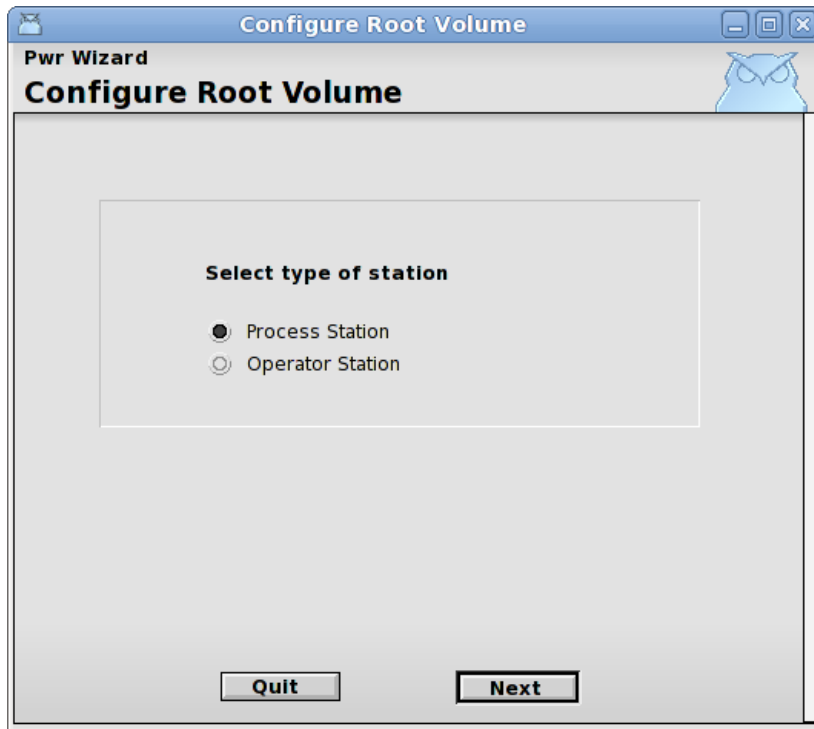 Configure Root Volume
Pwr Wizard
Configure Root Volume
Select type of station
Process Station
Operator Station
Quit Next